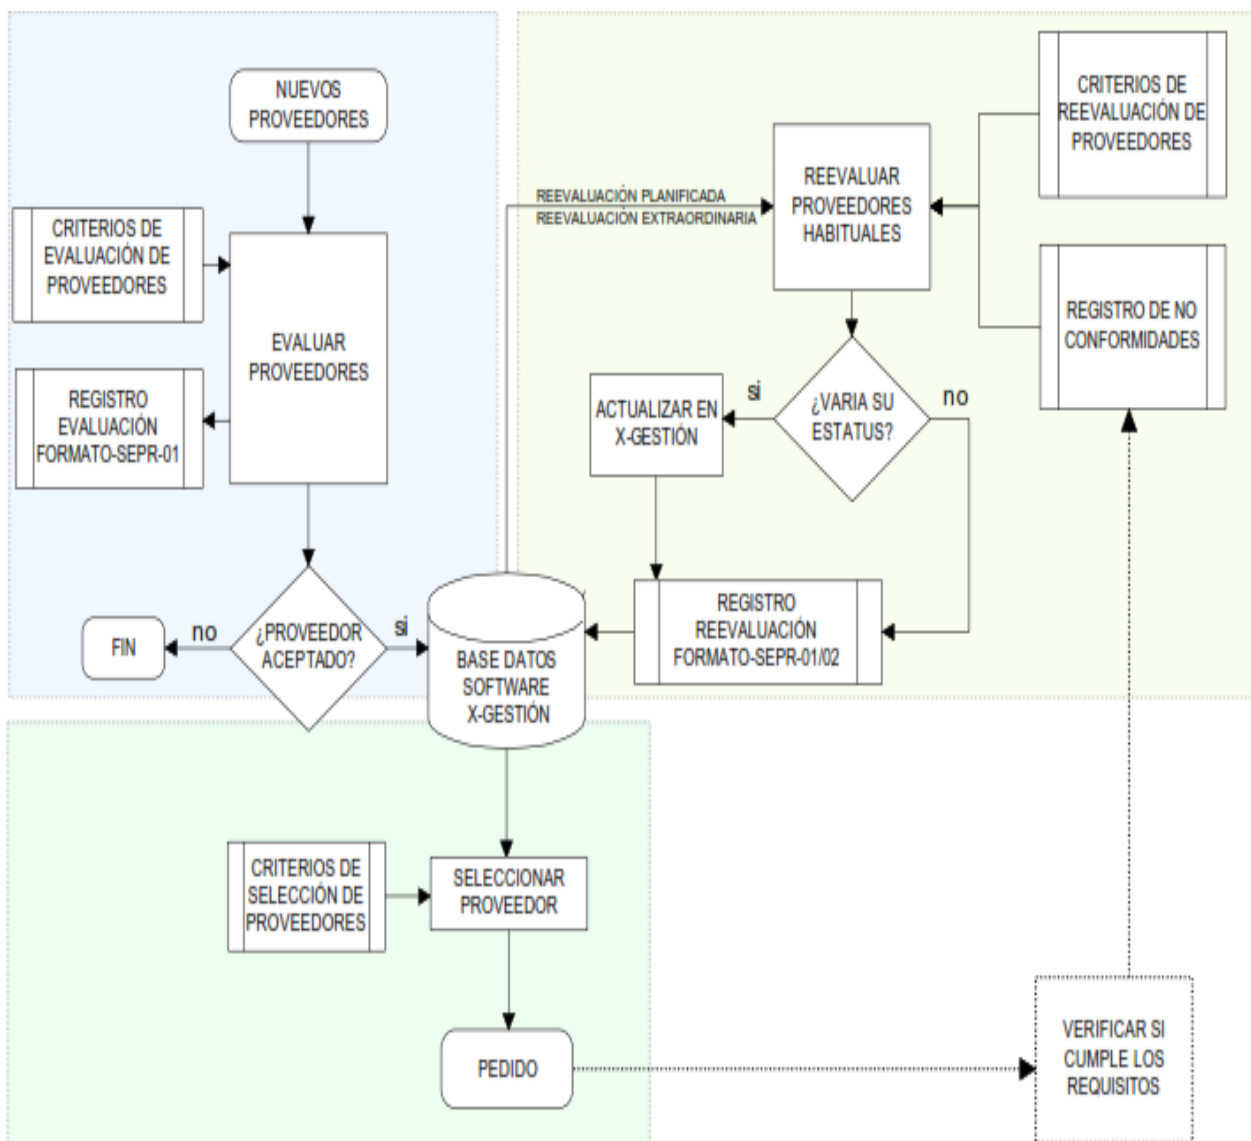 NUEVOS
PROVEEDORES
CRITERIOS DE
EVALUACIÓN DE
PROVEEDORES
EVALUAR
PROVEEDORES
REGISTRO
EVALUACIÓN
FORMATO-SEPR-01
¿PROVEEDOR
ACEPTADO?
no
si
FIN
BASE DATOS
SOFTWARE
X-GESTIÓN
REEVALUACIÓN PLANIFICADA
REEVALUACIÓN EXTRAORDINARIA
REEVALUAR
PROVEEDORES
HABITUALES
CRITERIOS DE
REEVALUACIÓN DE
PROVEEDORES
REGISTRO DE NO
CONFORMIDADES
¿VARIA SU
ESTATUS?
si
no
ACTUALIZAR EN
X-GESTIÓN
REGISTRO
REEVALUACIÓN
FORMATO-SEPR-01/02
CRITERIOS DE
SELECCIÓN DE
PROVEEDORES
SELECCIONAR
PROVEEDOR
PEDIDO
VERIFICAR SI
CUMPLE LOS
REQUISITOS